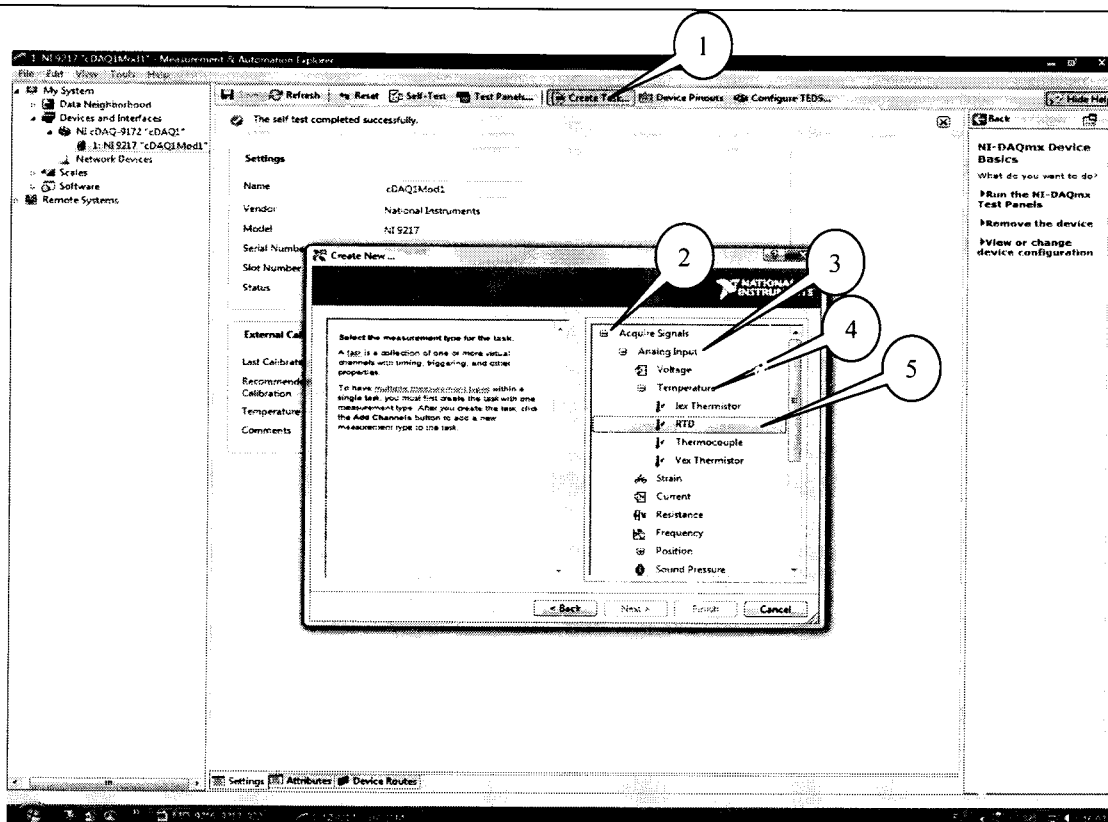 1
1: NI 9217 "cDAQ1Mod1" - Measurement & Automation Explorer
File Edit View Tools Help
My System
Data Neighborhood
Devices and Interfaces
NI cDAQ-9172 "cDAQ1"
1: NI 9217 "cDAQ1Mod1"
Network Devices
Scales
Software
Remote Systems
Refresh Reset Self-Test Test Panels... Create Task... Device Pinouts Configure TEDS... Hide Help
The self test completed successfully.
Settings
Name cDAQ1Mod1
Vendor National Instruments
Model NI 9217
Serial Number
Slot Number
Status
External Cal
Last Calibrate
Recommended
Calibration
Temperature
Comments
Back
NI-DAQmx Device
Basics
What do you want to do?
Run the NI-DAQmx
Test Panels
Remove the device
View or change
device configuration
2
3
4
5
Create New ...
NATIONAL
INSTRUMENTS
Select the measurement type for the task.
A task is a collection of one or more virtual
channels with timing, triggering, and other
properties.
To have multiple measurement types within a
single task, you must first create the task with one
measurement type. After you create the task, click
the Add Channels button to add a new
measurement type to the task.
Acquire Signals
Analog Input
Voltage
Temperature
Iex Thermistor
RTD
Thermocouple
Vex Thermistor
Strain
Current
Resistance
Frequency
Position
Sound Pressure
< Back Next > Finish Cancel
Settings Attributes Device Routes